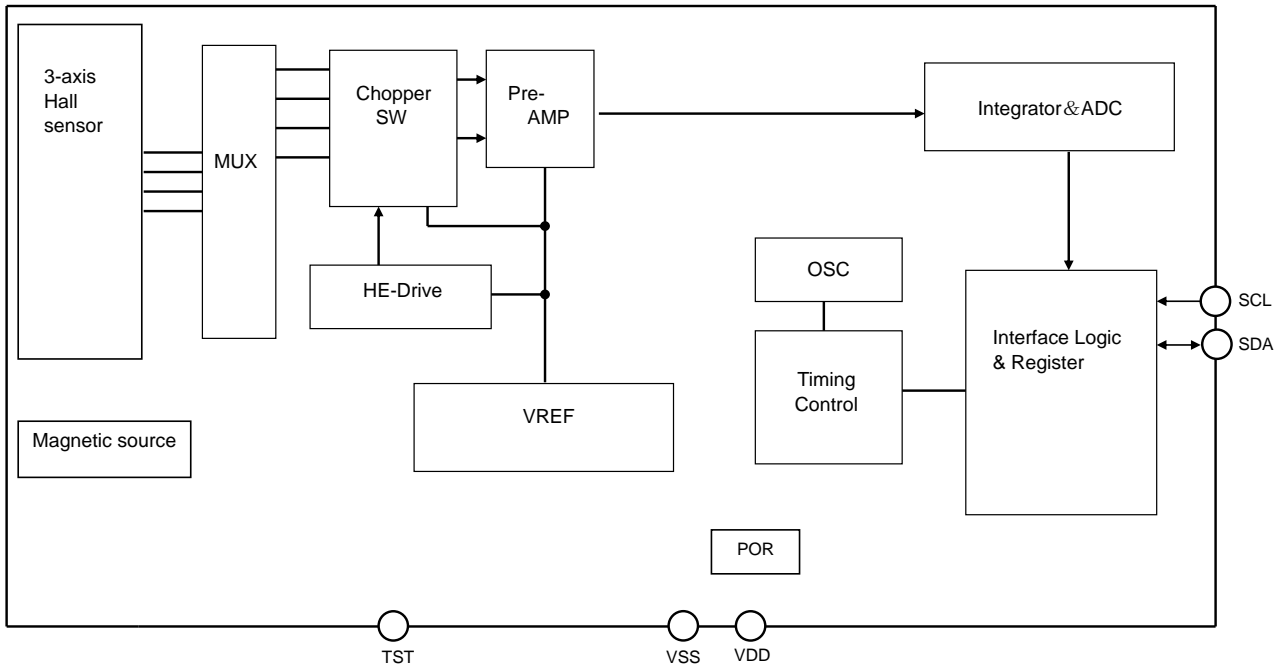 3-axis
Hall
sensor
MUX
Chopper
SW
Pre-
AMP
Integrator&ADC
HE-Drive
OSC
VREF
Timing
Control
Interface Logic
& Register
SCL
SDA
Magnetic source
POR
TST
VSS
VDD